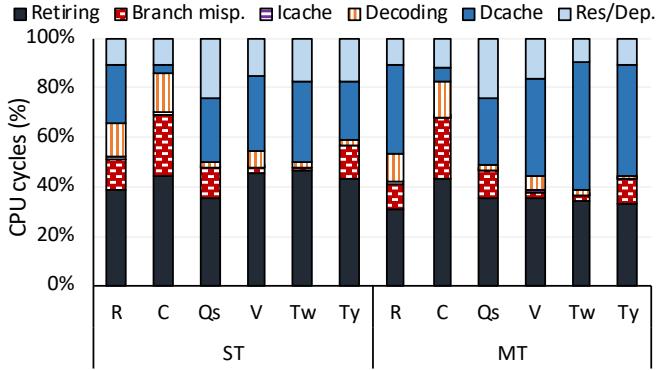 Retiring Branch misp. Icache Decoding Dcache Res/Dep.
CPU cycles (%)
100%
80%
60%
40%
20%
0%
R C Qs V Tw Ty R C Qs V Tw Ty
ST MT